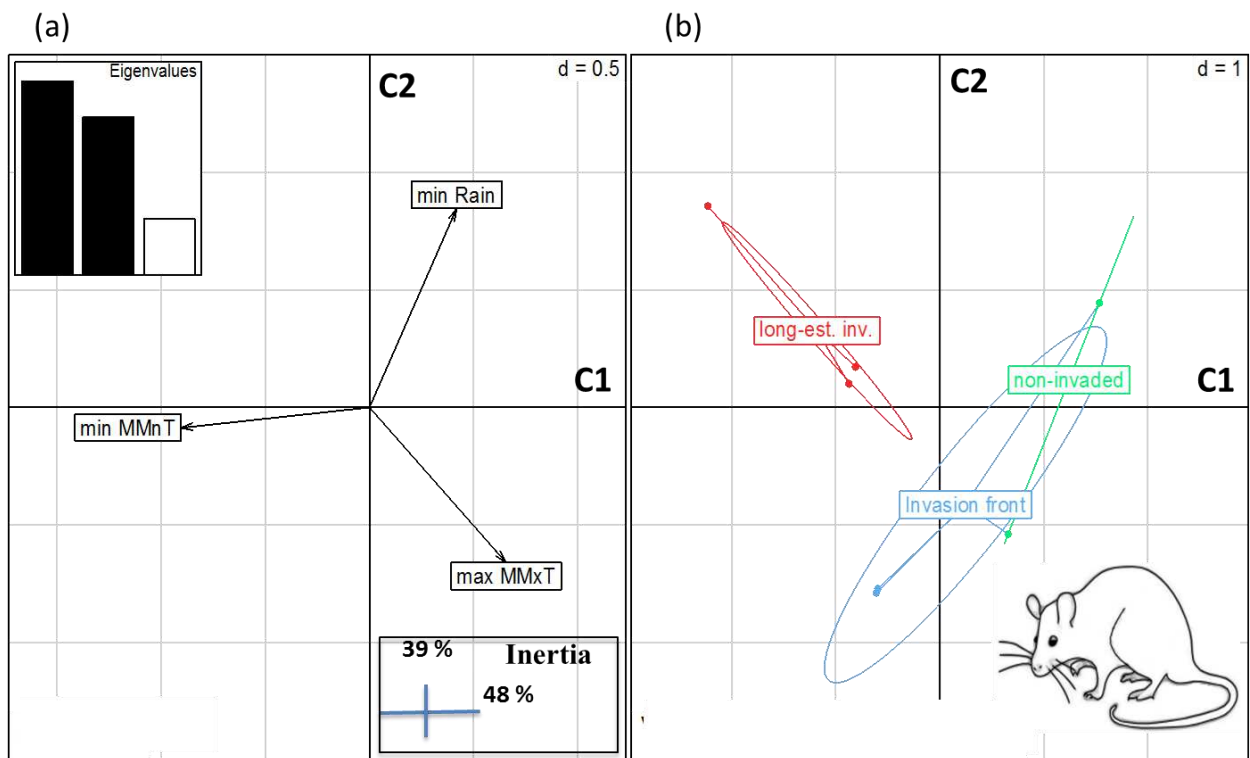 (a)
(b)
Eigenvalues
C2
d = 0.5
C2
d = 1
min Rain
long-est. inv.
C1
non-invaded
C1
min MMnT
Invasion front
max MMxT
39 %
Inertia
48 %